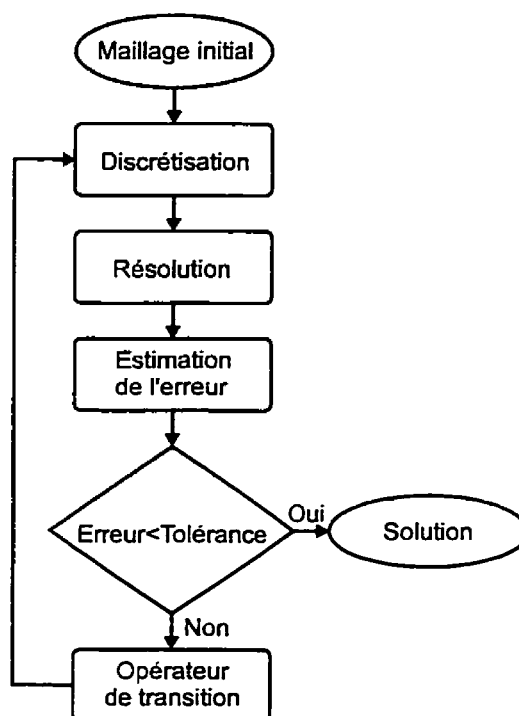 Maillage initial
Discrétisation
Résolution
Estimation
de l'erreur
Erreur<Tolérance
Oui
Solution
Non
Opérateur
de transition